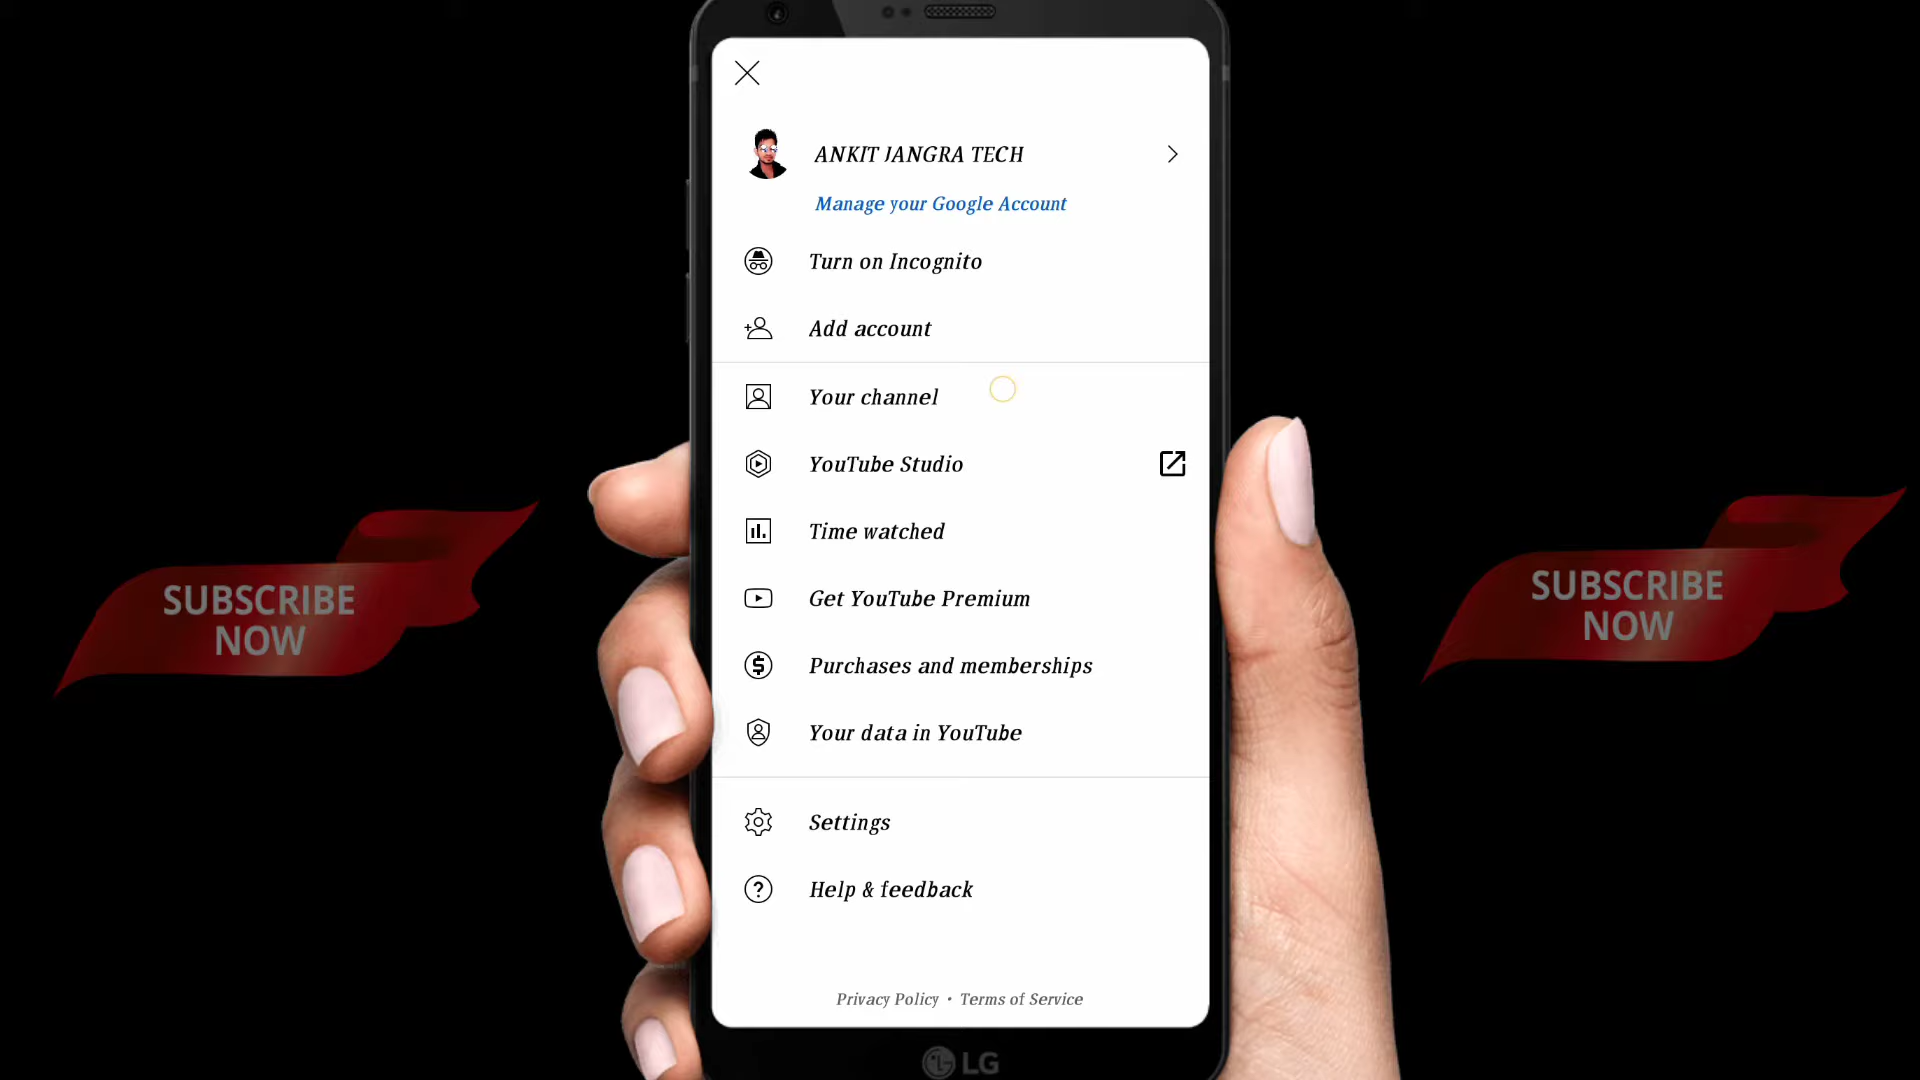 ANKIT JANGRA TECH
Manage your Google Account
Turn on Incognito
Add account
Your channel
YouTube Studio
Time watched
Get YouTube Premium
Purchases and memberships
Your data in YouTube
Settings
Help & feedback
Privacy Policy • Terms of Service
LG
SUBSCRIBE
NOW
SUBSCRIBE
NOW